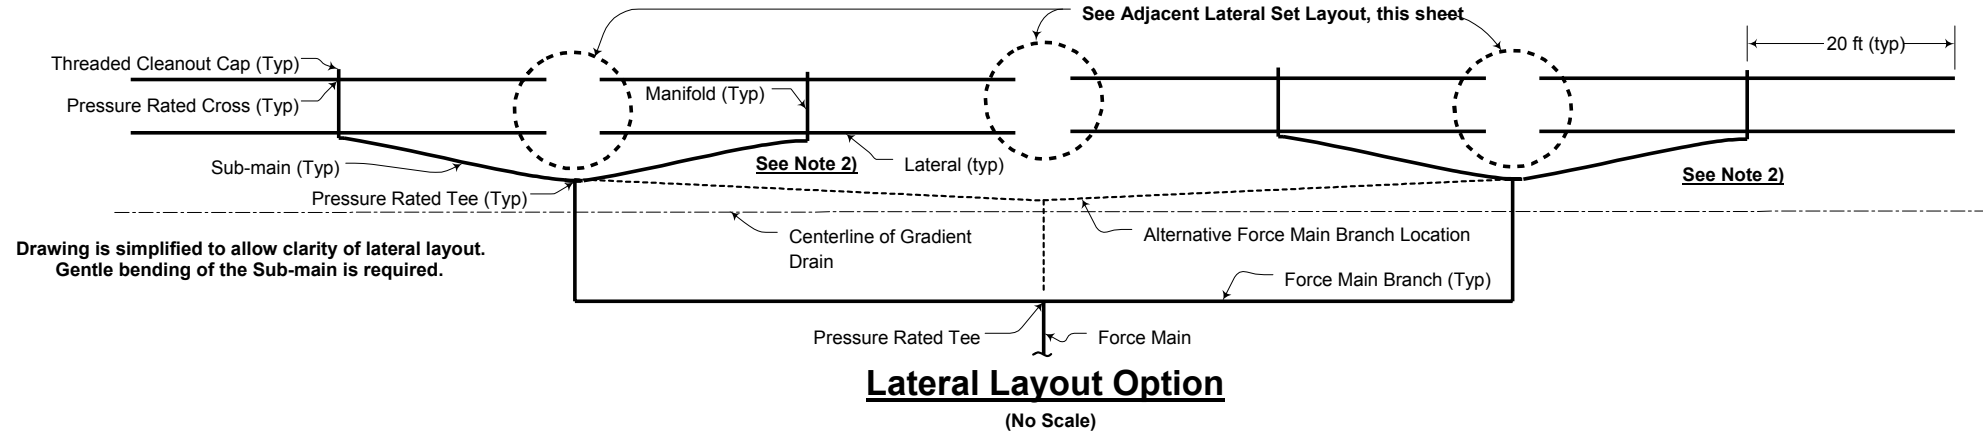 See Adjacent Lateral Set Layout, this sheet
20 ft (typ)
Threaded Cleanout Cap (Typ)
Pressure Rated Cross (Typ)
Manifold (Typ)
Sub-main (Typ)
See Note 2)
Lateral (typ)
See Note 2)
Pressure Rated Tee (Typ)
Drawing is simplified to allow clarity of lateral layout.
Gentle bending of the Sub-main is required.
Centerline of Gradient
Drain
Alternative Force Main Branch Location
Force Main Branch (Typ)
Pressure Rated Tee
Force Main
Lateral Layout Option
(No Scale)